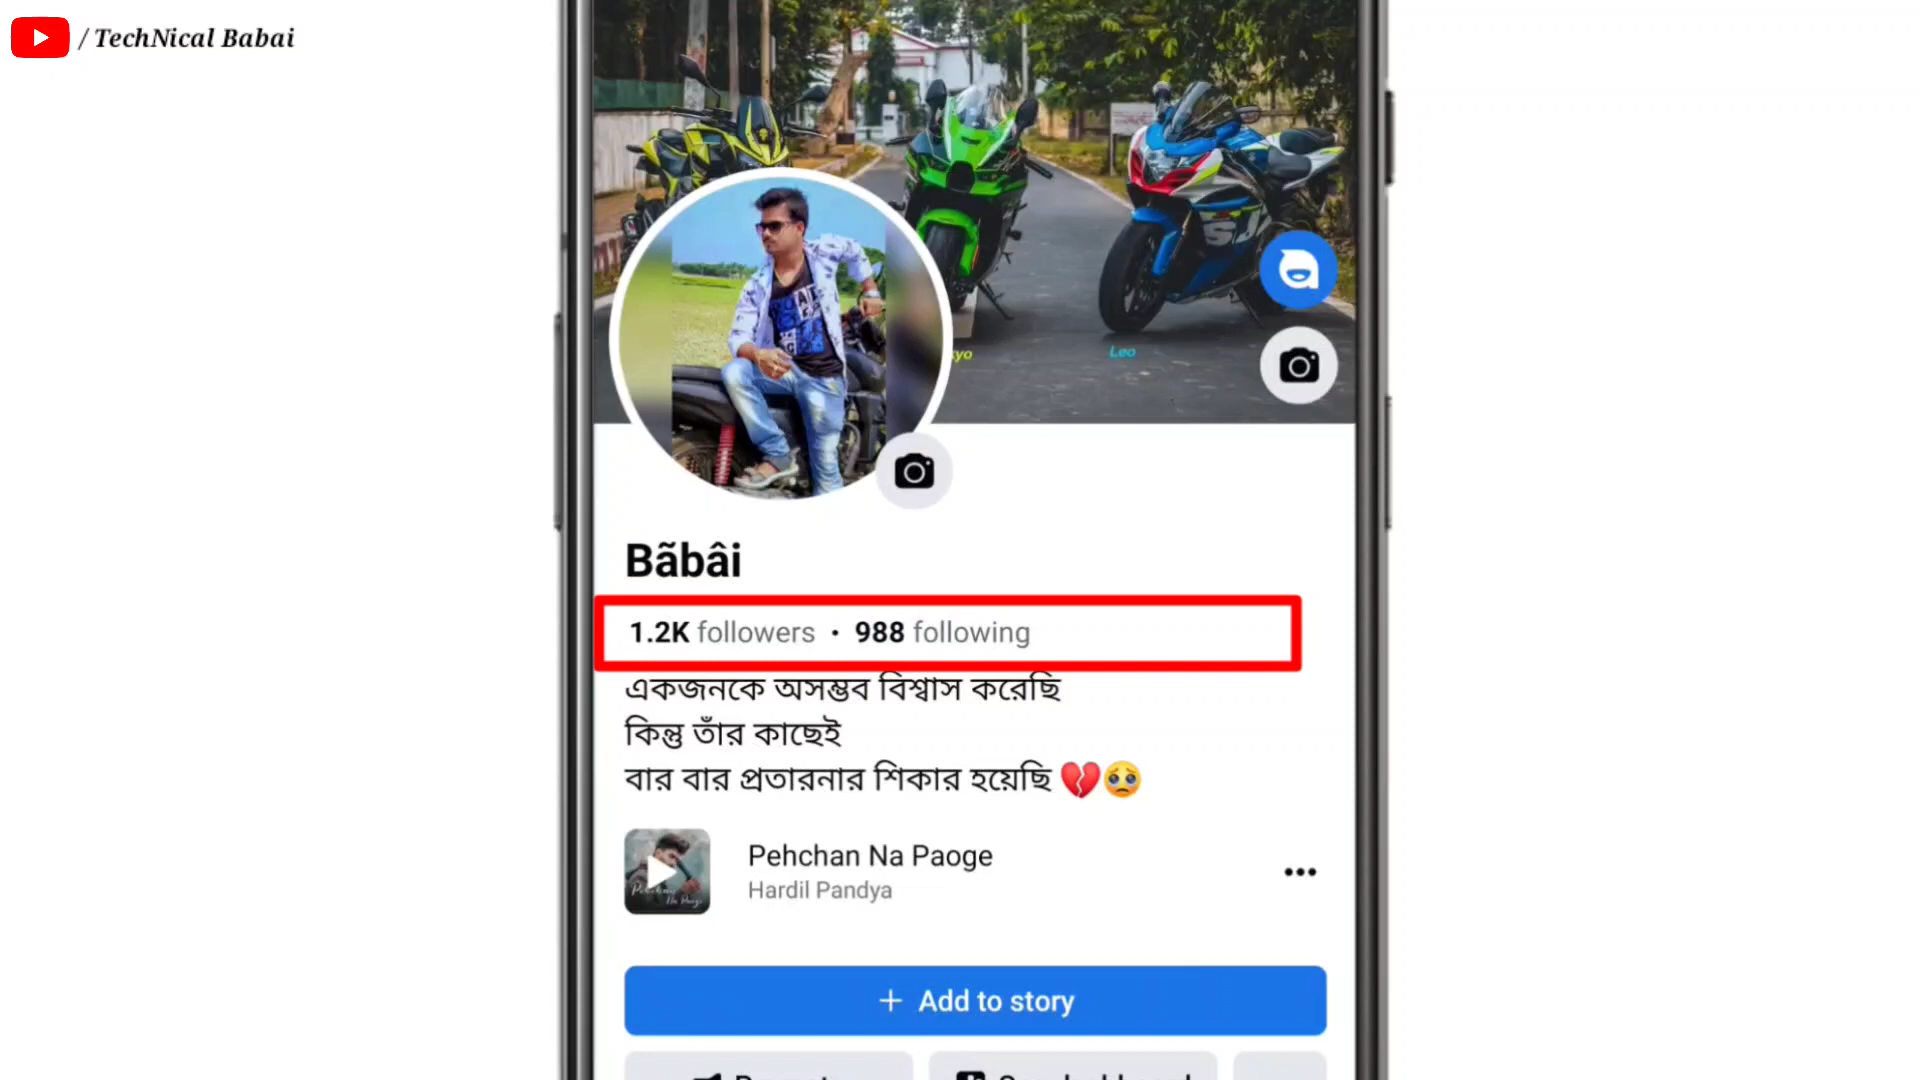 / TechNical Babai
Leo
Bãbâi
1.2K followers • 988 following
একজনকে অসম্ভব বিশ্বাস করেছি
কিন্তু তাঁর কাছেই
বার বার প্রতারনার শিকার হয়েছি 💔🥹
Pehchan Na Paoge
Hardil Pandya
+ Add to story